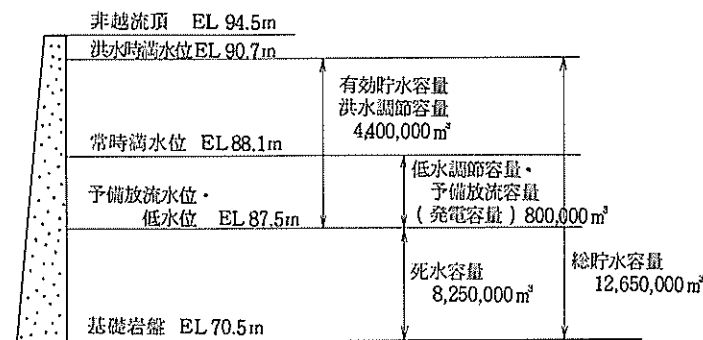 非越流頂 EL 94.5m
洪水時満水位 EL 90.7m
有効貯水容量
洪水調節容量
4,400,000㎥
常時満水位 EL 88.1m
低水調節容量・
予備放流容量
(発電容量) 800,000㎥
予備放流水位・
低水位 EL 87.5m
死水容量
8,250,000㎥
総貯水容量
12,650,000㎥
基礎岩盤 EL 70.5m